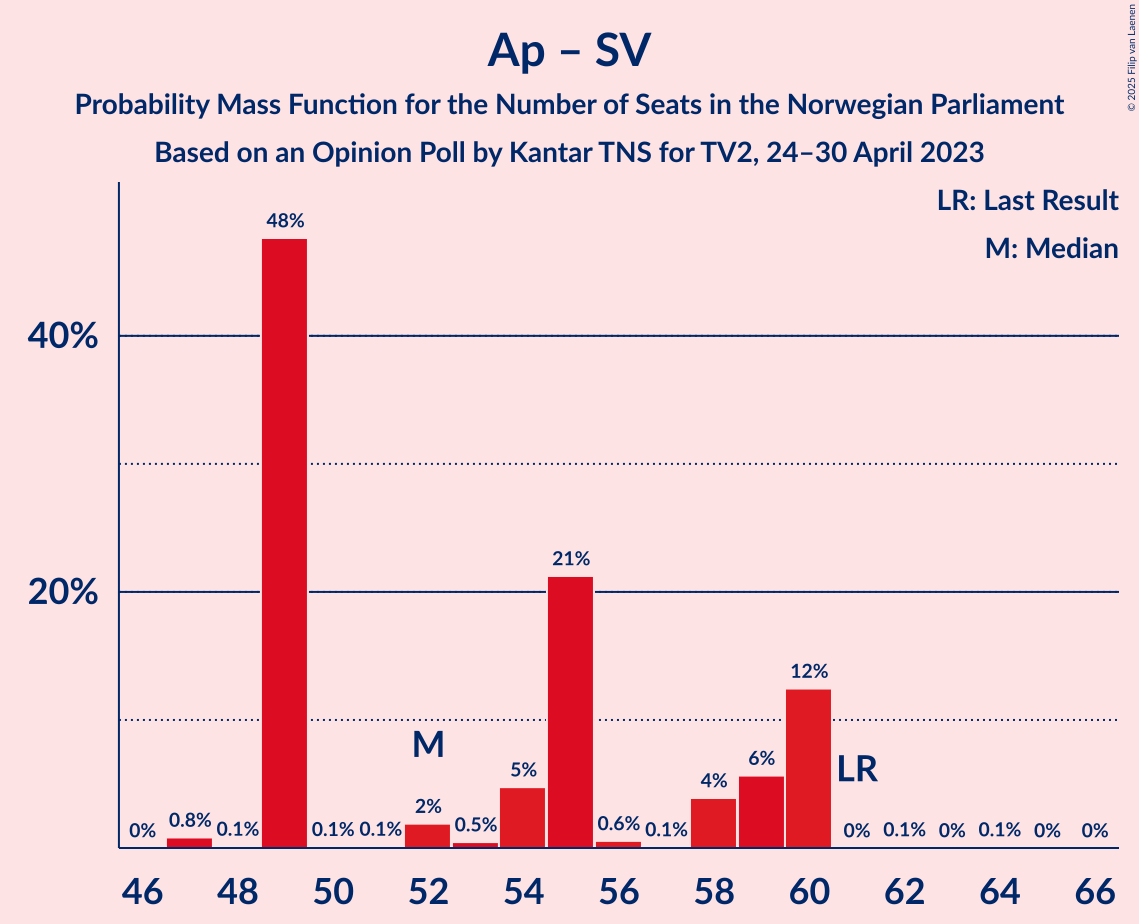 Ap – SV
Probability Mass Function for the Number of Seats in the Norwegian Parliament
Based on an Opinion Poll by Kantar TNS for TV2, 24–30 April 2023
© 2025 Filip van Laenen
LR: Last Result
M: Median
40%
20%
0%
0.8%
0.1%
48%
0.1%
0.1%
2%
0.5%
5%
21%
0.6%
0.1%
4%
6%
12%
0%
0.1%
0%
0.1%
0%
0%
M
LR
46 48 50 52 54 56 58 60 62 64 66